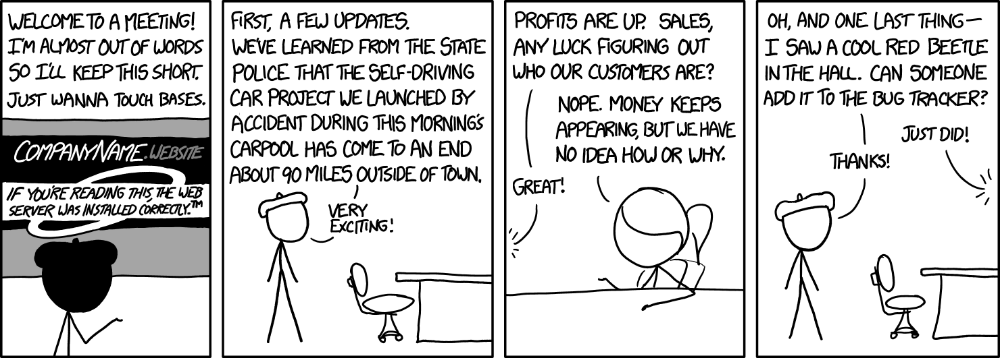 WELCOME TO A MEETING!
I'M ALMOST OUT OF WORDS
SO I'LL KEEP THIS SHORT.
JUST WANNA TOUCH BASES.
COMPANYNAME.WEBSITE
IF YOU'RE READING THIS, THE WEB
SERVER WAS INSTALLED CORRECTLY.™
FIRST, A FEW UPDATES.
WE'VE LEARNED FROM THE STATE
POLICE THAT THE SELF-DRIVING
CAR PROJECT WE LAUNCHED BY
ACCIDENT DURING THIS MORNING'S
CARPOOL HAS COME TO AN END
ABOUT 90 MILES OUTSIDE OF TOWN.
VERY
EXCITING!
PROFITS ARE UP. SALES,
ANY LUCK FIGURING OUT
WHO OUR CUSTOMERS ARE?
NOPE. MONEY KEEPS
APPEARING, BUT WE HAVE
NO IDEA HOW OR WHY.
GREAT!
OH, AND ONE LAST THING—
I SAW A COOL RED BEETLE
IN THE HALL. CAN SOMEONE
ADD IT TO THE BUG TRACKER?
JUST DID!
THANKS!